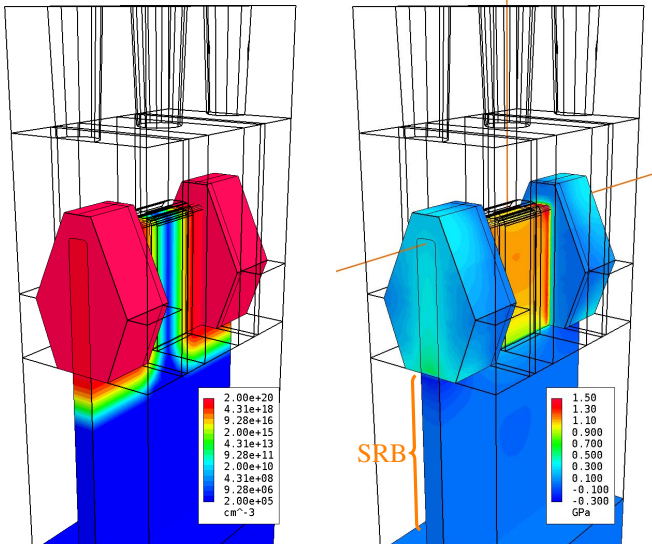 2.00e+20
4.31e+18
9.28e+16
2.00e+15
4.31e+13
9.28e+11
2.00e+10
4.31e+08
9.28e+06
2.00e+05
cm^-3
SRB
1.50
1.30
1.10
0.900
0.700
0.500
0.300
0.100
-0.100
-0.300
GPa